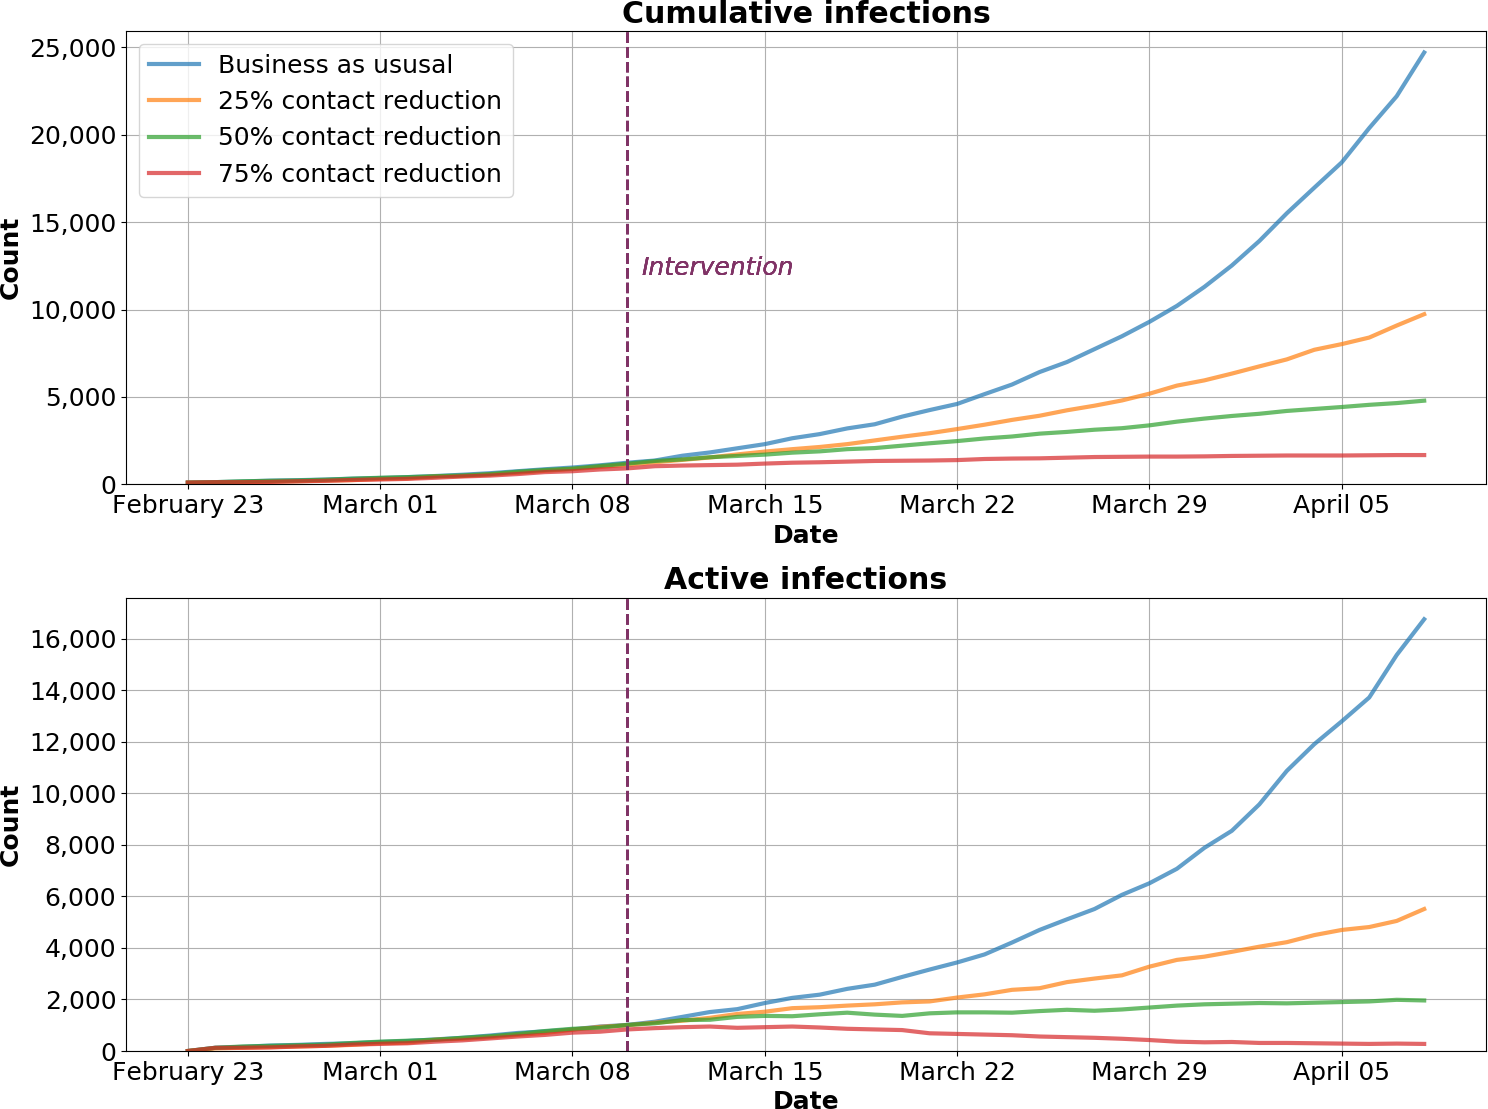 Cumulative infections
25,000
20,000
15,000
10,000
5,000
0
Count
Business as ususal
25% contact reduction
50% contact reduction
75% contact reduction
Intervention
February 23 March 01 March 08 March 15 March 22 March 29 April 05
Date
Active infections
16,000
14,000
12,000
10,000
8,000
6,000
4,000
2,000
0
Count
February 23 March 01 March 08 March 15 March 22 March 29 April 05
Date